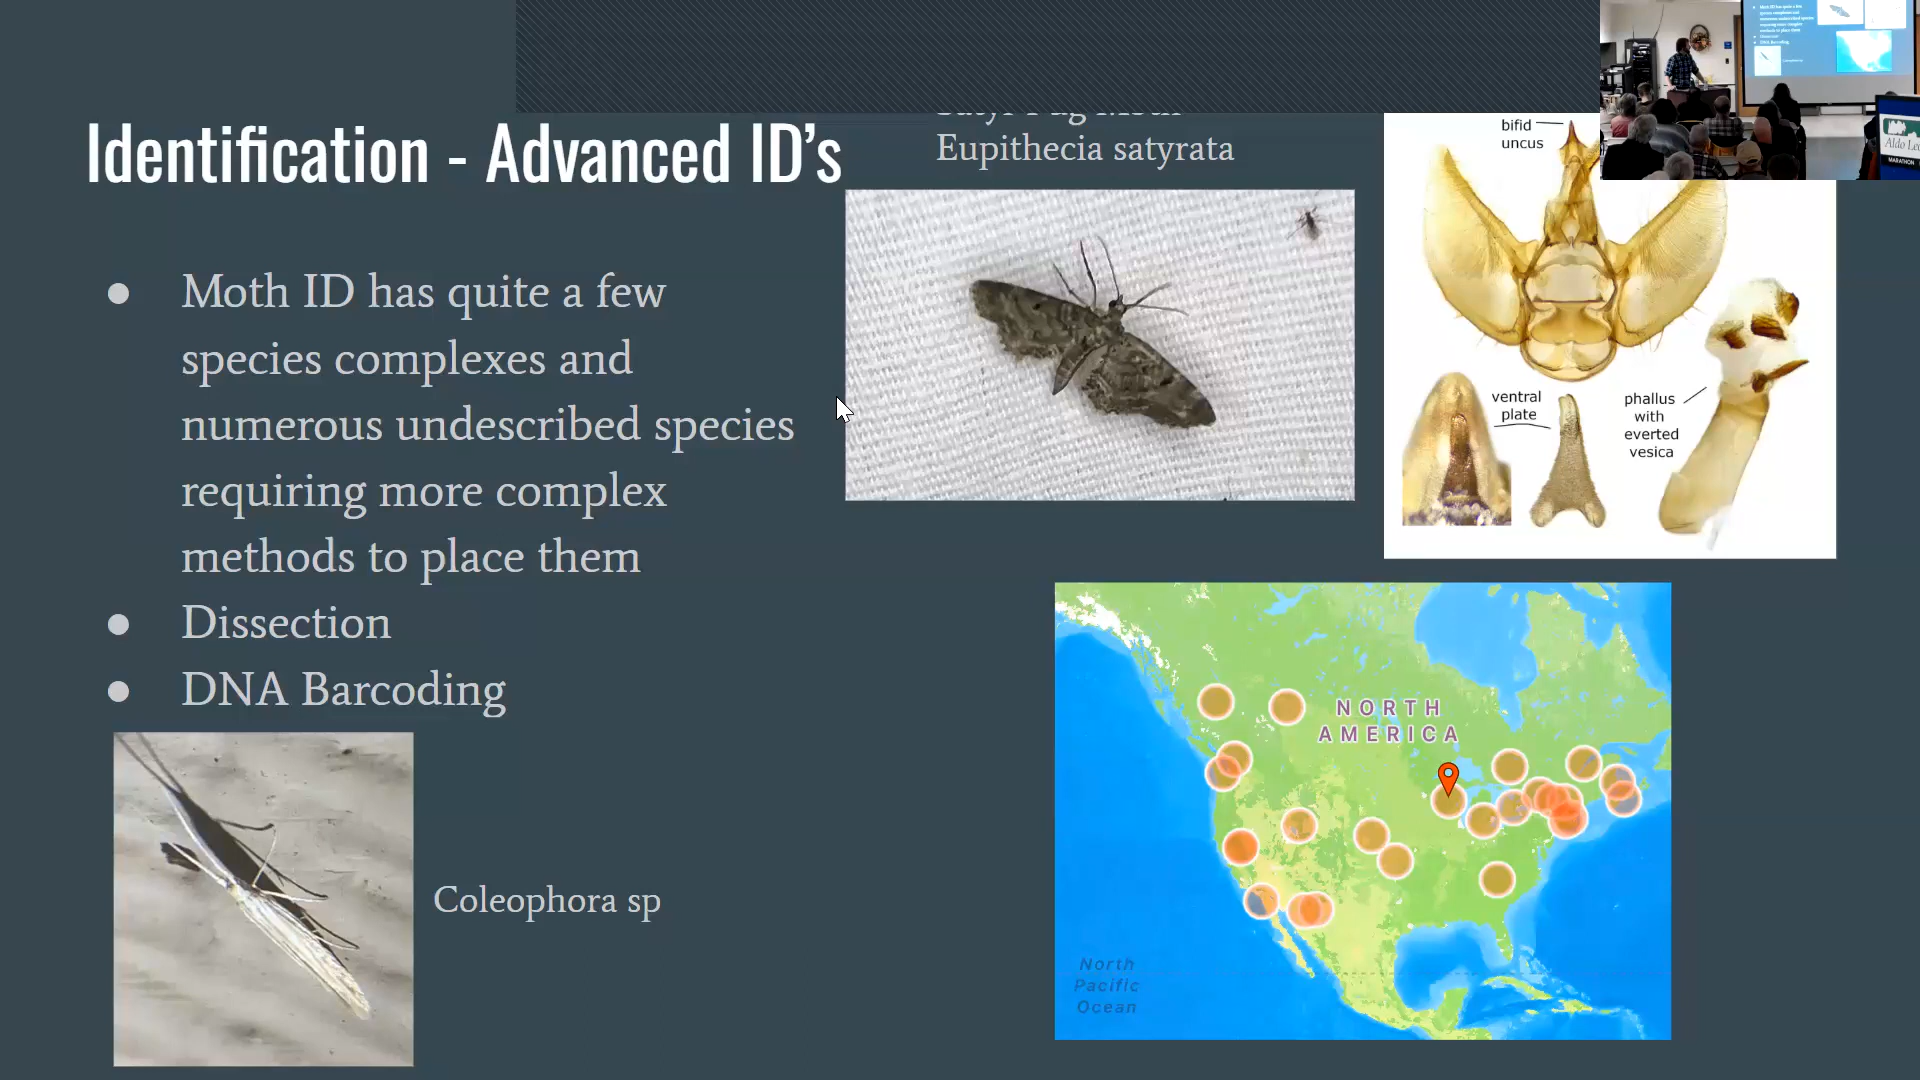 Identification - Advanced ID's
Moth ID has quite a few
species complexes and
numerous undescribed species
requiring more complex
methods to place them
Dissection
DNA Barcoding
Coleophora sp
Eupithecia satyrata
bifid
uncus
ventral
plate
phallus
with
everted
vesica
NORTH
AMERICA
North
Pacific
Ocean
MARATHON